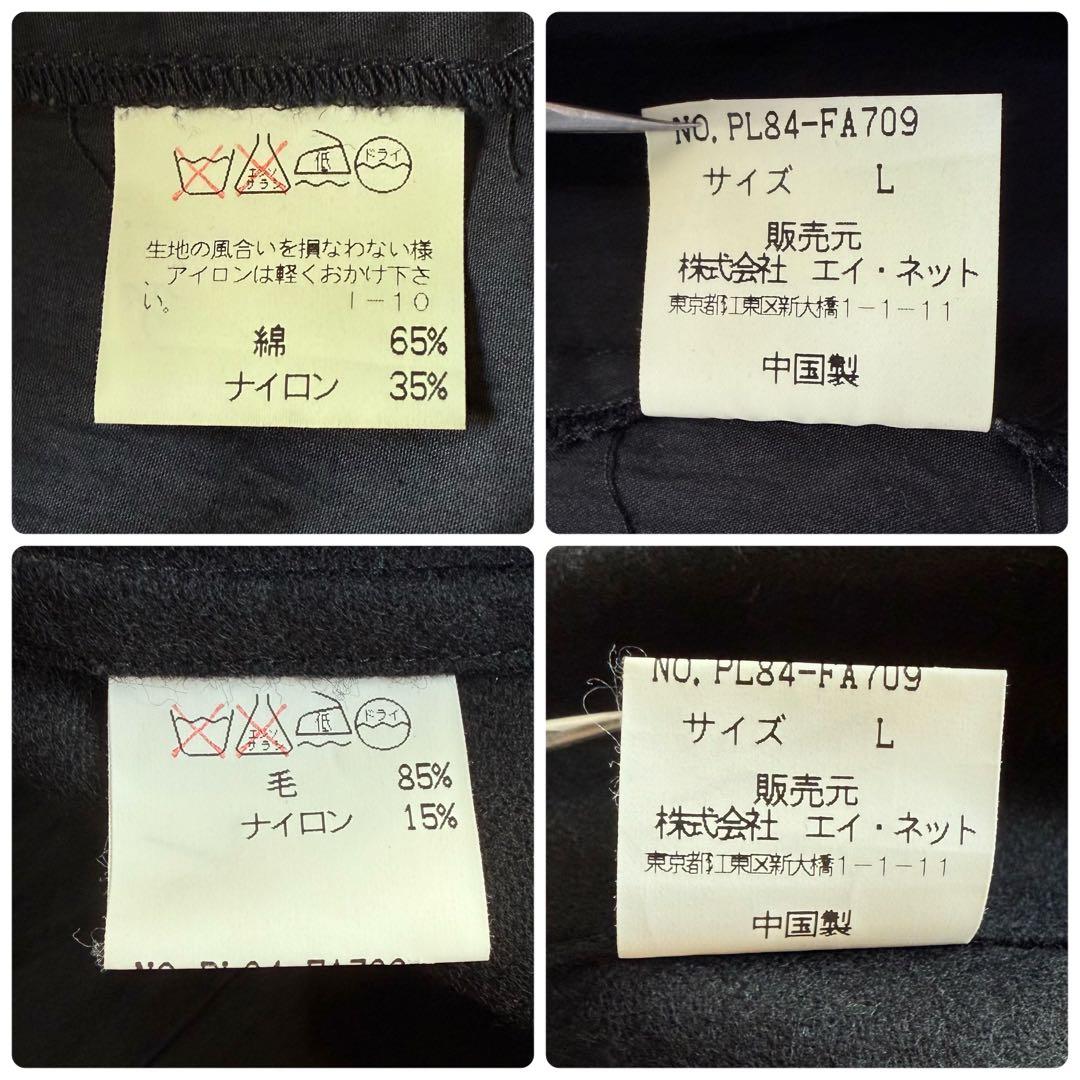 エンソ
サラシ
低
ドライ
生地の風合いを損なわない様
、アイロンは軽くおかけ下さ
い。 I-10
綿 65%
ナイロン 35%
NO.PL84-FA709
サイズ L
販売元
株式会社 エイ・ネット
東京都江東区新大橋1-1-11
中国製
エンソ
サラシ
低
ドライ
毛 85%
ナイロン 15%
NO.PL84-FA709
サイズ L
販売元
株式会社 エイ・ネット
東京都江東区新大橋1-1-11
中国製